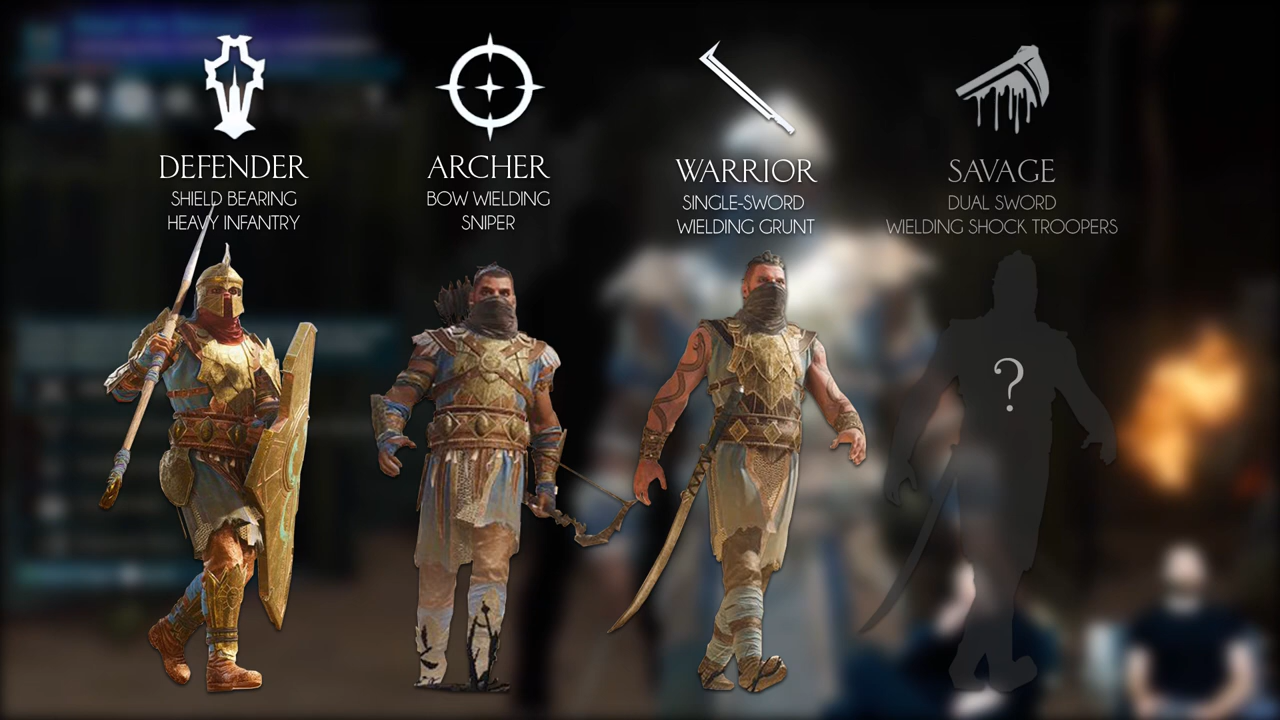 DEFENDER
SHIELD BEARING
HEAVY INFANTRY
ARCHER
BOW WIELDING
SNIPER
WARRIOR
SINGLE-SWORD
WIELDING GRUNT
SAVAGE
DUAL SWORD
WIELDING SHOCK TROOPERS
?